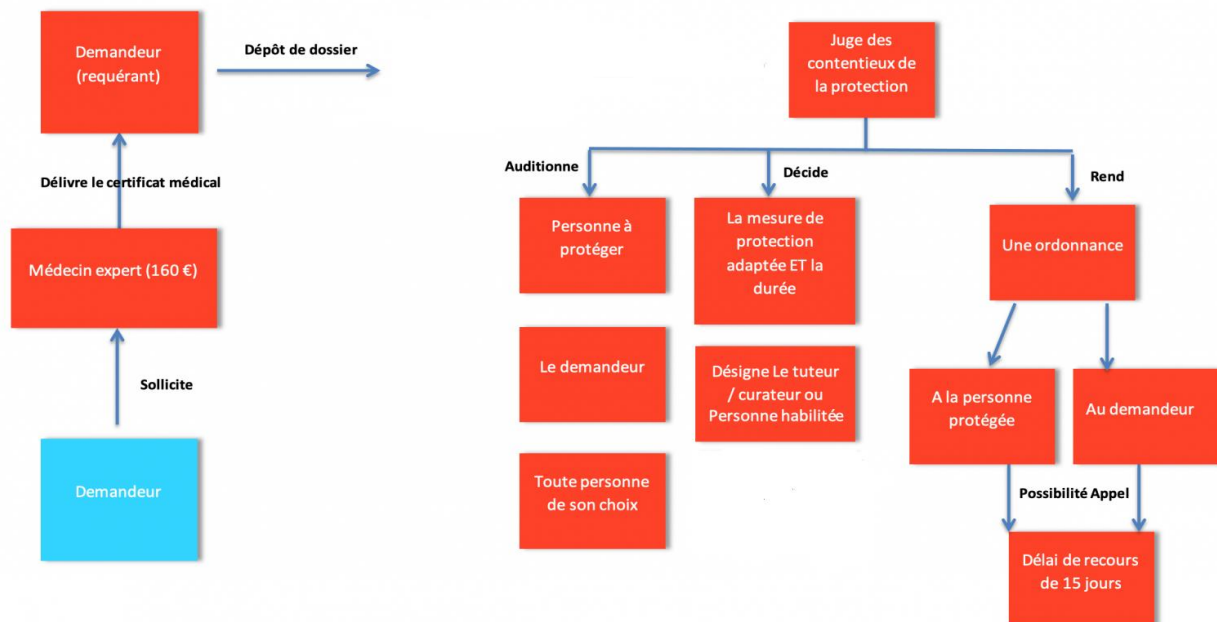 Demandeur
(requérant)
Dépôt de dossier
Délivre le certificat médical
Médecin expert (160 €)
Sollicite
Demandeur
Juge des
contentieux de
la protection
Auditionne
Décide
Rend
Personne à
protéger
La mesure de
protection
adaptée ET la
durée
Une ordonnance
Le demandeur
Désigne Le tuteur
/ curateur ou
Personne habilitée
A la personne
protégée
Au demandeur
Toute personne
de son choix
Possibilité Appel
Délai de recours
de 15 jours